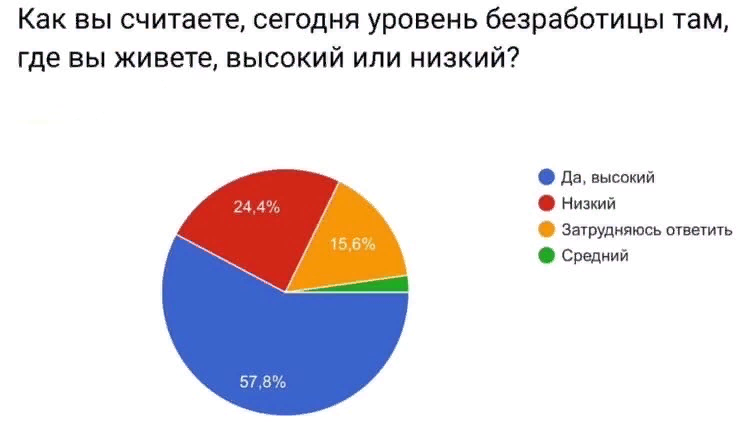 Как вы считаете, сегодня уровень безработицы там,
где вы живете, высокий или низкий?
24,4%
15,6%
57,8%
Да, высокий
Низкий
Затрудняюсь ответить
Средний